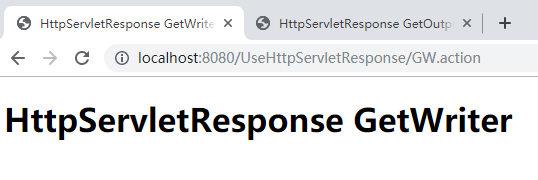 HttpServletResponse GetWrite
HttpServletResponse GetOutp
localhost:8080/UseHttpServletResponse/GW.action
HttpServletResponse GetWriter